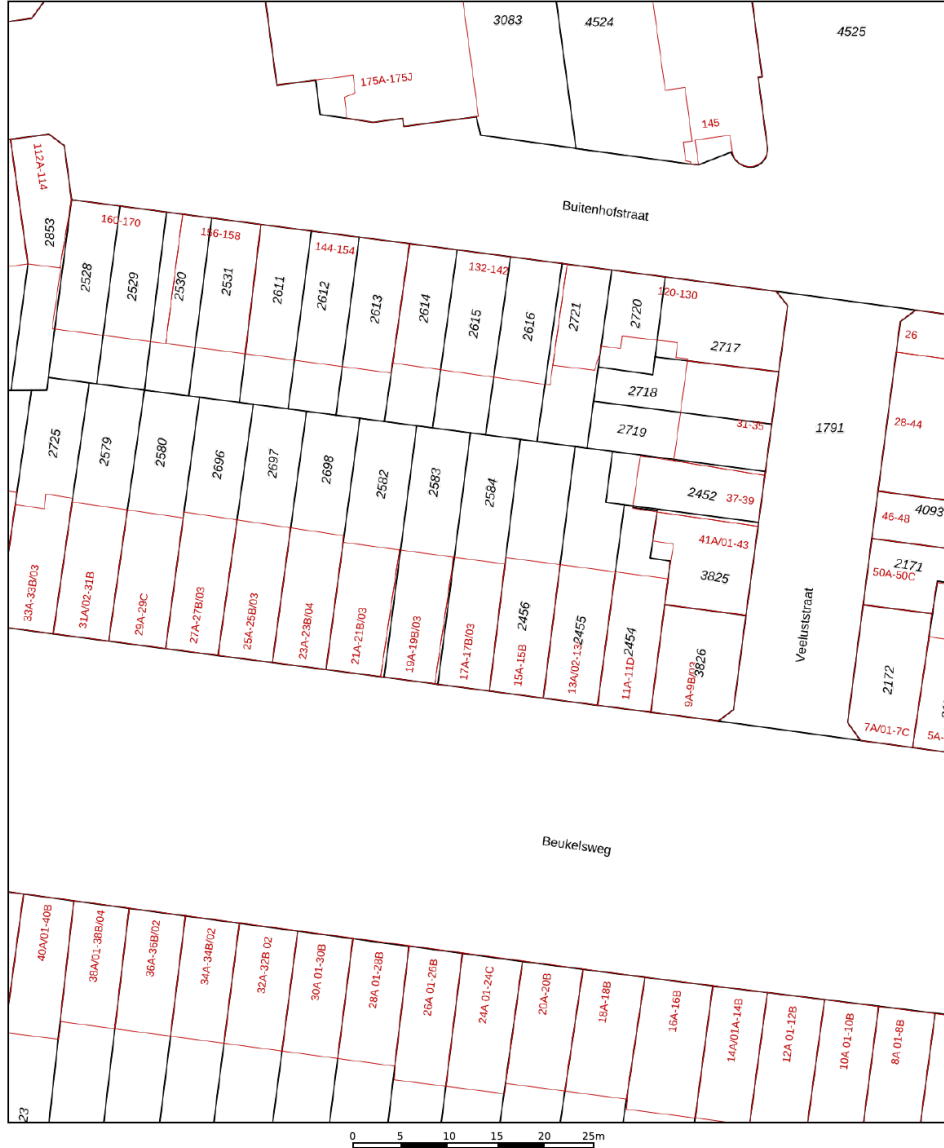 3083
4524
4525
175A-175J
145
112A-114
2853
Buitenhofstraat
160-170
156-158
144-154
132-142
120-130
2528
2529
2530
2531
2611
2612
2613
2614
2615
2616
2721
2720
2717
26
2718
2719
31-35
1791
28-44
2725
2579
2580
2696
2697
2698
2582
2583
2584
2452
37-39
4093
46-48
41A/01-43
3825
2171
50A-50C
33A-33B/03
31A/02-31B
29A-29C
27A-27B/03
25A-25B/03
23A-23B/04
21A-21B/03
19A-19B/03
17A-17B/03
2456
15A-15B
2455
2454
11A-11D
3826
9A-9B/03
Veeluststraat
2172
7A/01-7C
5A-
Beukelsweg
40A/01-40B
38A/01-38B/04
36A-36B/02
34A-34B/02
32A-32B 02
30A 01-30B
28A 01-28B
26A 01-26B
24A 01-24C
20A-20B
18A-18B
16A-16B
14A/01A-14B
12A 01-12B
10A 01-10B
8A 01-8B
23
0 5 10 15 20 25m